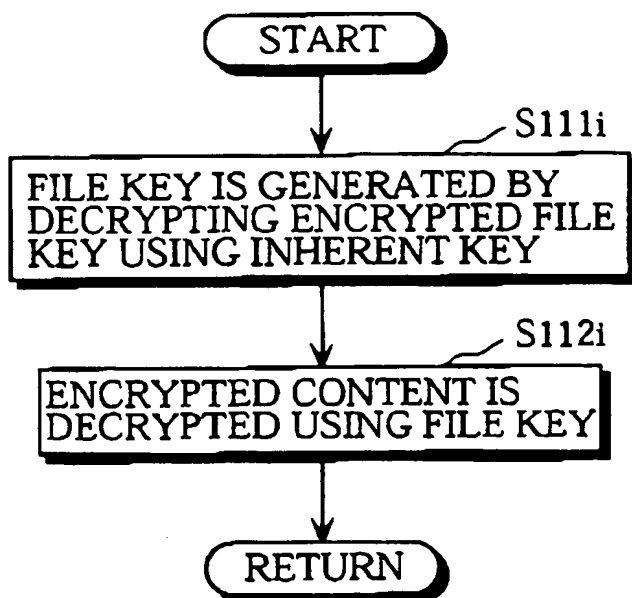 START
S111i
FILE KEY IS GENERATED BY
DECRYPTING ENCRYPTED FILE
KEY USING INHERENT KEY
S112i
ENCRYPTED CONTENT IS
DECRYPTED USING FILE KEY
RETURN